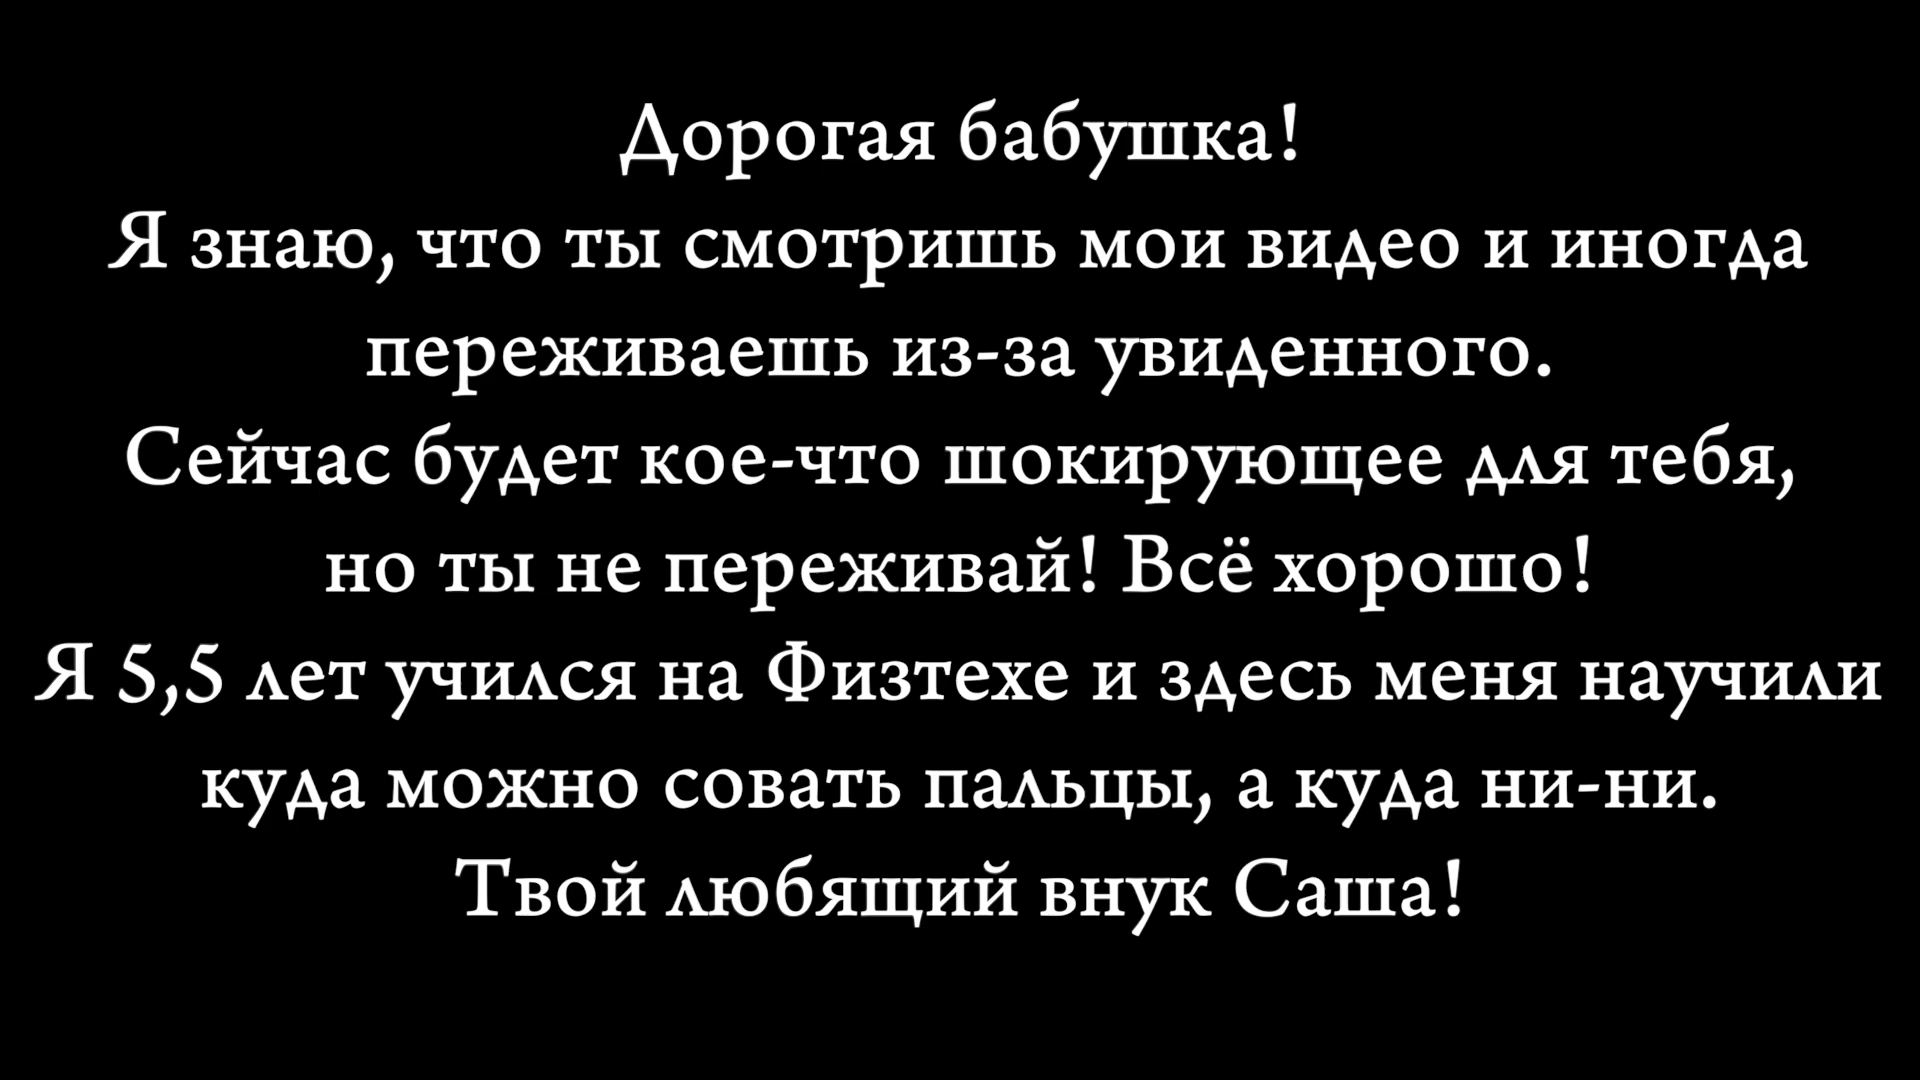 Дорогая бабушка!
Я знаю, что ты смотришь мои видео и иногда
переживаешь из-за увиденного.
Сейчас будет кое-что шокирующее для тебя,
но ты не переживай! Всё хорошо!
Я 5,5 лет учился на Физтехе и здесь меня научили
куда можно совать пальцы, а куда ни-ни.
Твой любящий внук Саша!